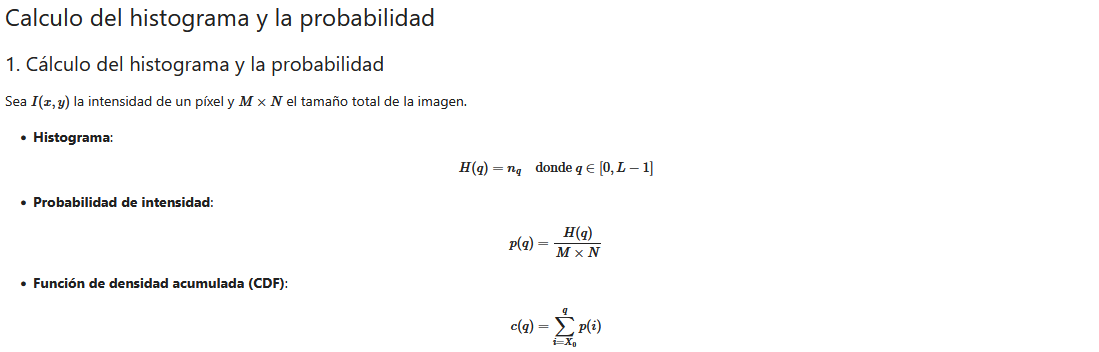 Calculo del histograma y la probabilidad
1. Cálculo del histograma y la probabilidad
Sea I(x, y) la intensidad de un píxel y M × N el tamaño total de la imagen.
• Histograma:
H(q) = n_q donde q ∈ [0, L − 1]
• Probabilidad de intensidad:
p(q) = H(q) / (M × N)
• Función de densidad acumulada (CDF):
c(q) = ∑_{i=X_0}^{q} p(i)